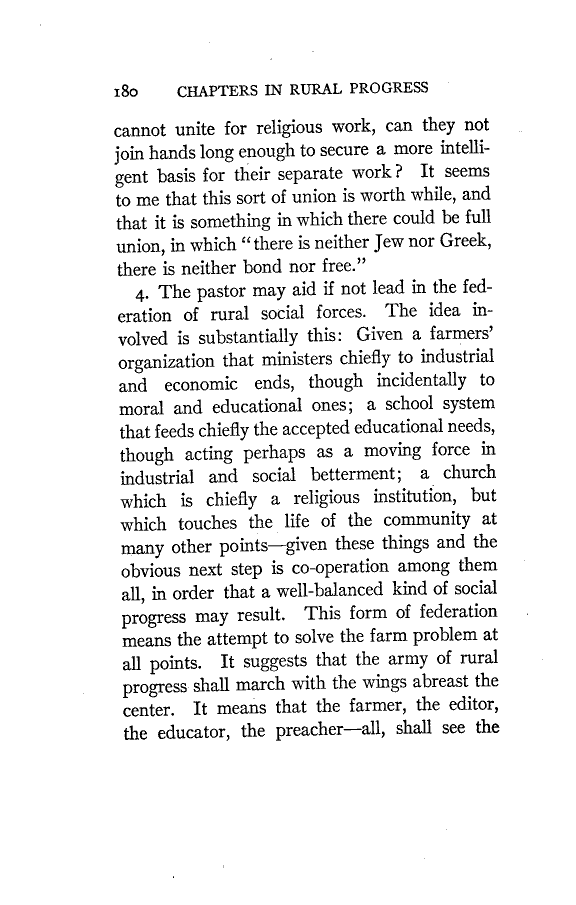 180 CHAPTERS IN RURAL PROGRESS
cannot unite for religious work, can they not
join hands long enough to secure a more intelli-
gent basis for their separate work? It seems
to me that this sort of union is worth while, and
that it is something in which there could be full
union, in which "there is neither Jew nor Greek,
there is neither bond nor free."
4. The pastor may aid if not lead in the fed-
eration of rural social forces. The idea in-
volved is substantially this: Given a farmers'
organization that ministers chiefly to industrial
and economic ends, though incidentally to
moral and educational ones; a school system
that feeds chiefly the accepted educational needs,
though acting perhaps as a moving force in
industrial and social betterment; a church
which is chiefly a religious institution, but
which touches the life of the community at
many other points—given these things and the
obvious next step is co-operation among them
all, in order that a well-balanced kind of social
progress may result. This form of federation
means the attempt to solve the farm problem at
all points. It suggests that the army of rural
progress shall march with the wings abreast the
center. It means that the farmer, the editor,
the educator, the preacher—all, shall see the